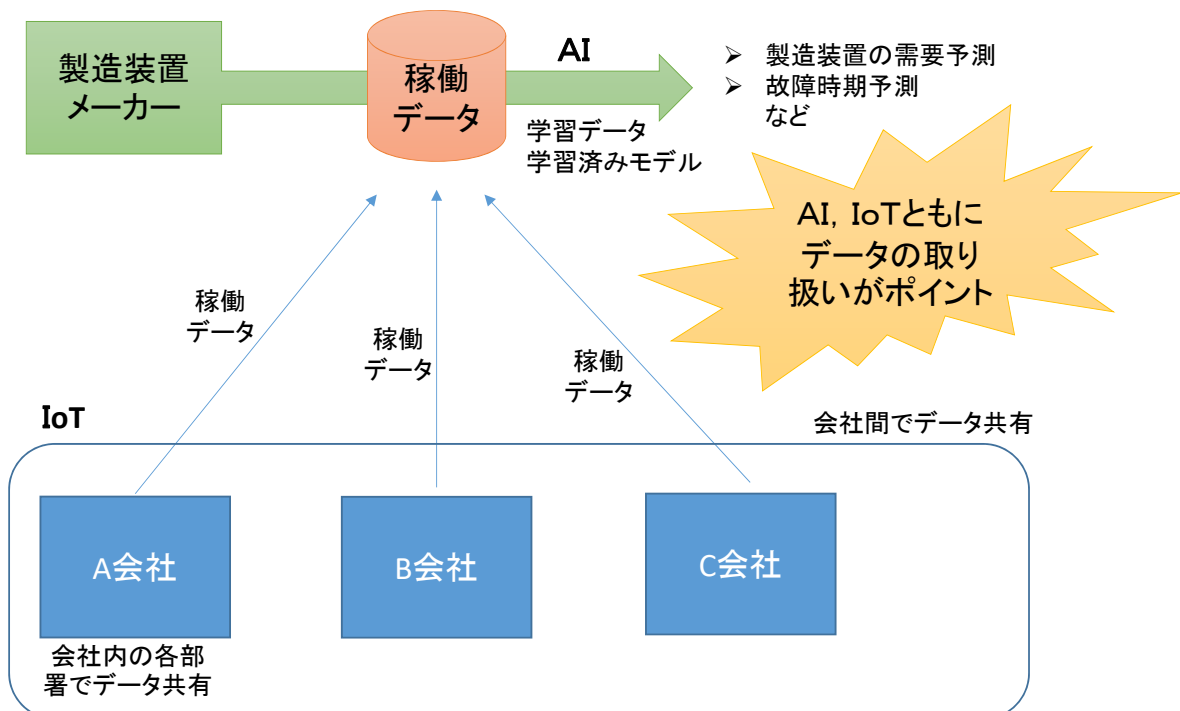 製造装置
メーカー
稼働
データ
AI
学習データ
学習済みモデル
➢ 製造装置の需要予測
➢ 故障時期予測
など
AI, IoTともに
データの取り
扱いがポイント
稼働
データ
稼働
データ
稼働
データ
IoT
会社間でデータ共有
A会社
B会社
C会社
会社内の各部
署でデータ共有